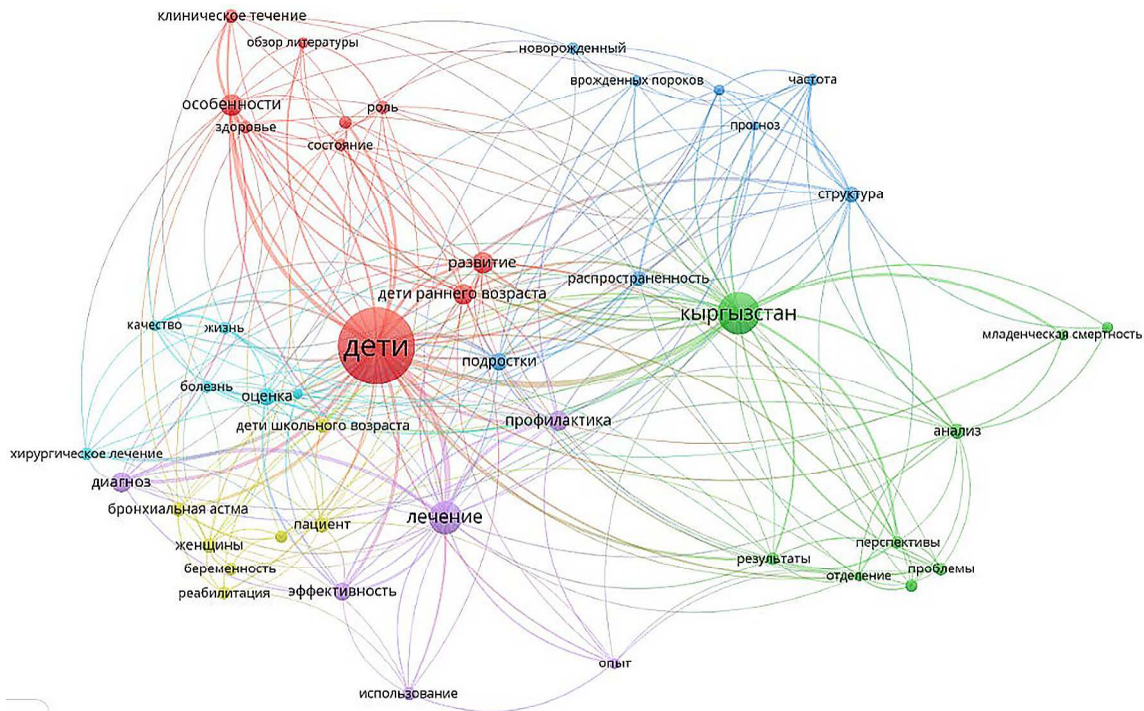 клиническое течение
обзор литературы
новорожденный
врожденных пороков
частота
особенности
роль
здоровье
прогноз
состояние
структура
развитие
распространенность
дети раннего возраста
кыргызстан
качество
жизнь
младенческая смертность
дети
подростки
болезнь
оценка
профилактика
дети школьного возраста
анализ
хирургическое лечение
диагноз
бронхиальная астма
лечение
пациент
женщины
перспективы
результаты
беременность
отделение
проблемы
реабилитация
эффективность
опыт
использование